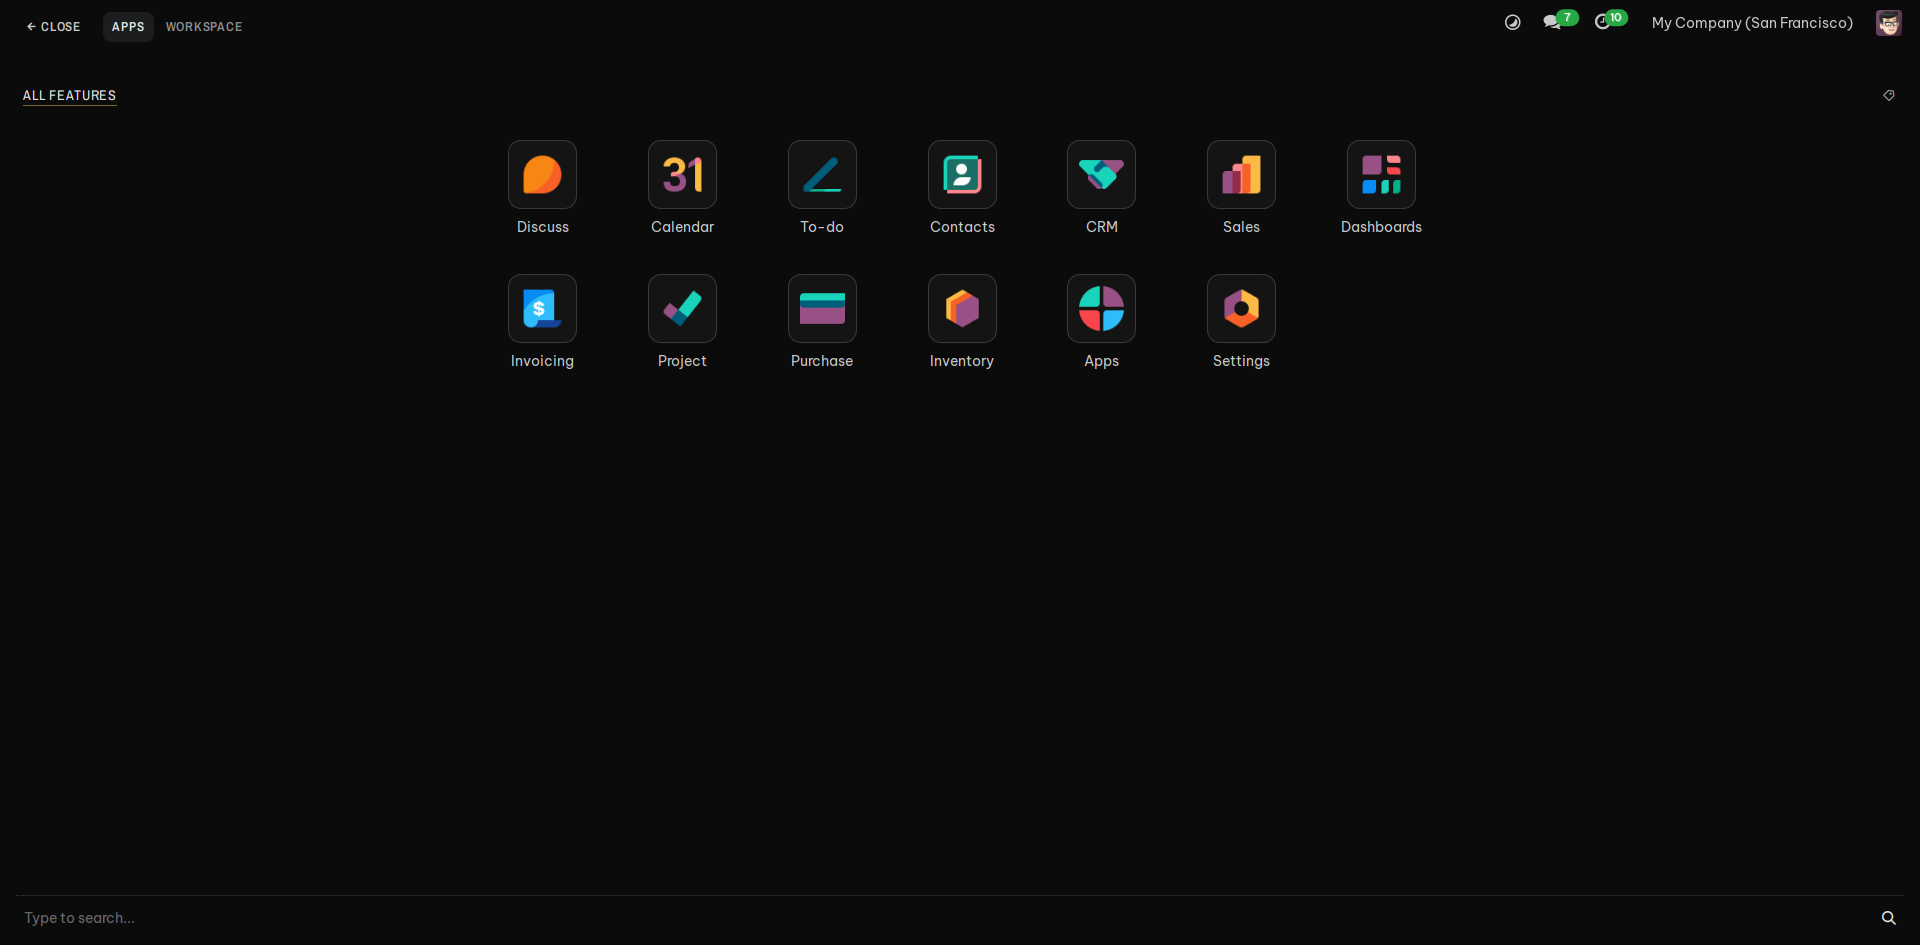 CLOSE APPS WORKSPACE 7 10 My Company (San Francisco)
ALL FEATURES
31
Discuss Calendar To-do Contacts CRM Sales Dashboards
$
Invoicing Project Purchase Inventory Apps Settings
Type to search...